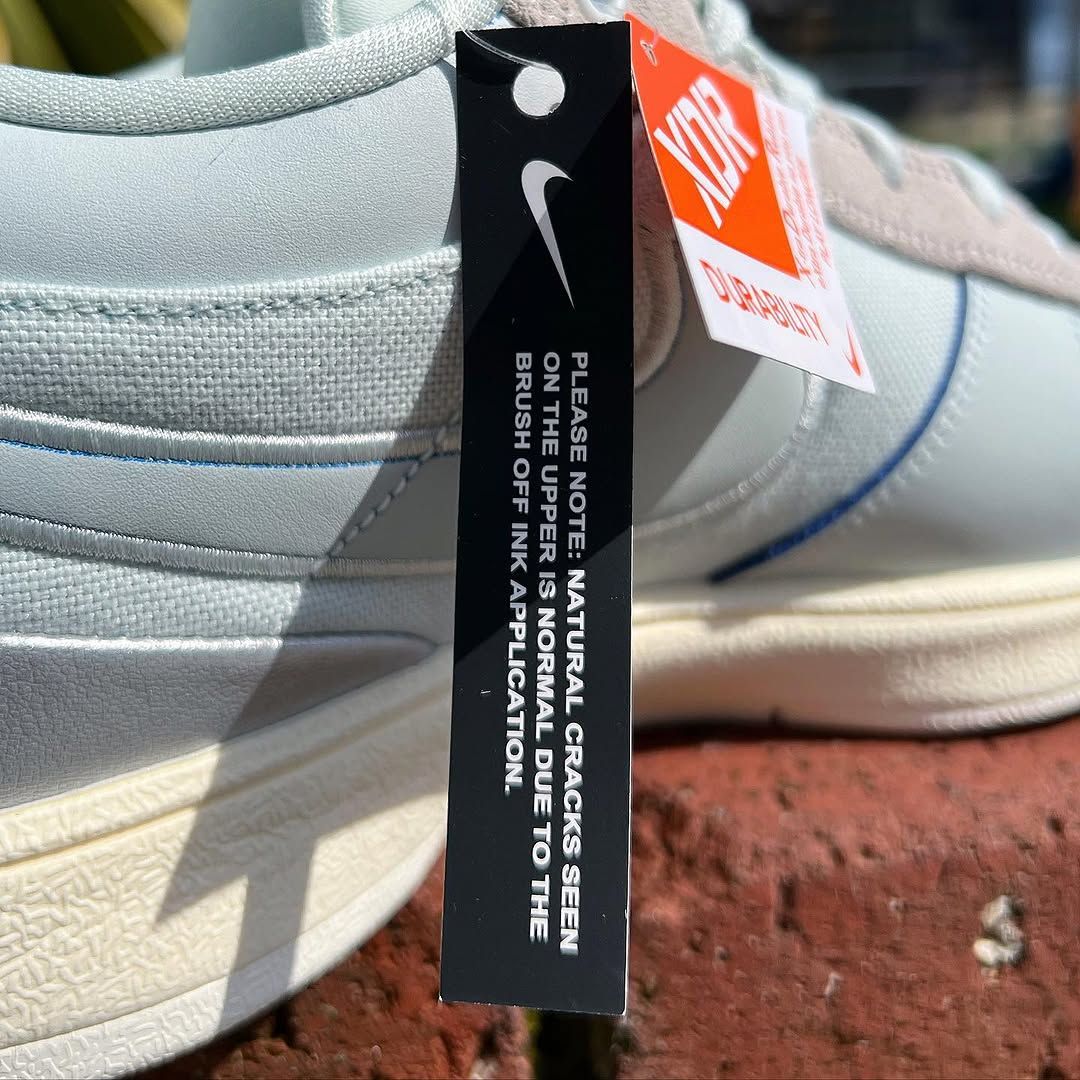 PLEASE NOTE: NATURAL CRACKS SEEN
ON THE UPPER IS NORMAL DUE TO THE
BRUSH OFF INK APPLICATION.
XDR
DURABILITY